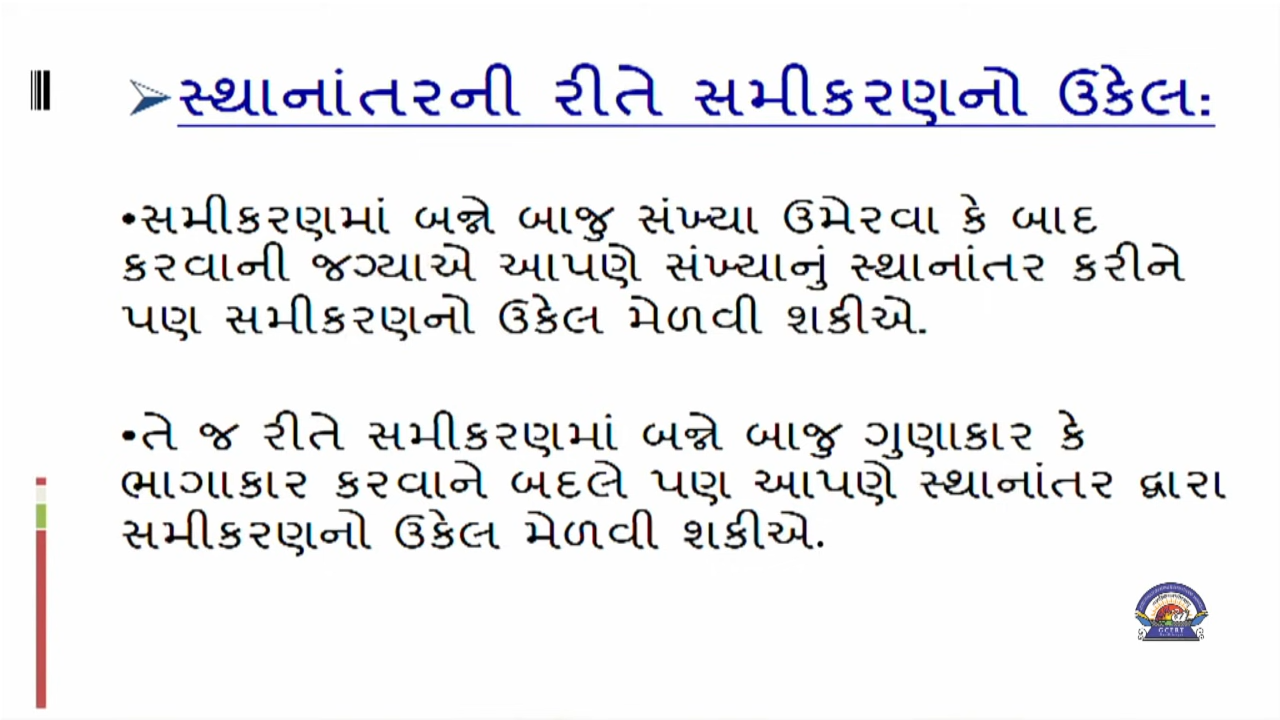 ➢સ્થાનાંતરની રીતે સમીકરણનો ઉકેલ:
•સમીકરણમાં બન્ને બાજુ સંખ્યા ઉમેરવા કે બાદ
કરવાની જગ્યાએ આપણે સંખ્યાનું સ્થાનાંતર કરીને
પણ સમીકરણનો ઉકેલ મેળવી શકીએ.
•તે જ રીતે સમીકરણમાં બન્ને બાજુ ગુણાકાર કે
ભાગાકાર કરવાને બદલે પણ આપણે સ્થાનાંતર દ્વારા
સમીકરણનો ઉકેલ મેળવી શકીએ.
GCERT